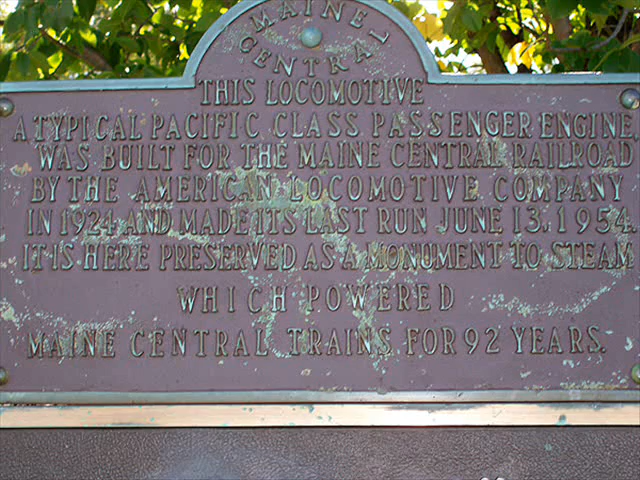 MAINE
CENTRAL
THIS LOCOMOTIVE
A TYPICAL PACIFIC CLASS PASSENGER ENGINE,
WAS BUILT FOR THE MAINE CENTRAL RAILROAD
BY THE AMERICAN LOCOMOTIVE COMPANY
IN 1924 AND MADE ITS LAST RUN JUNE 13, 1954.
IT IS HERE PRESERVED AS A MONUMENT TO STEAM
WHICH POWERED
MAINE CENTRAL TRAINS FOR 92 YEARS.